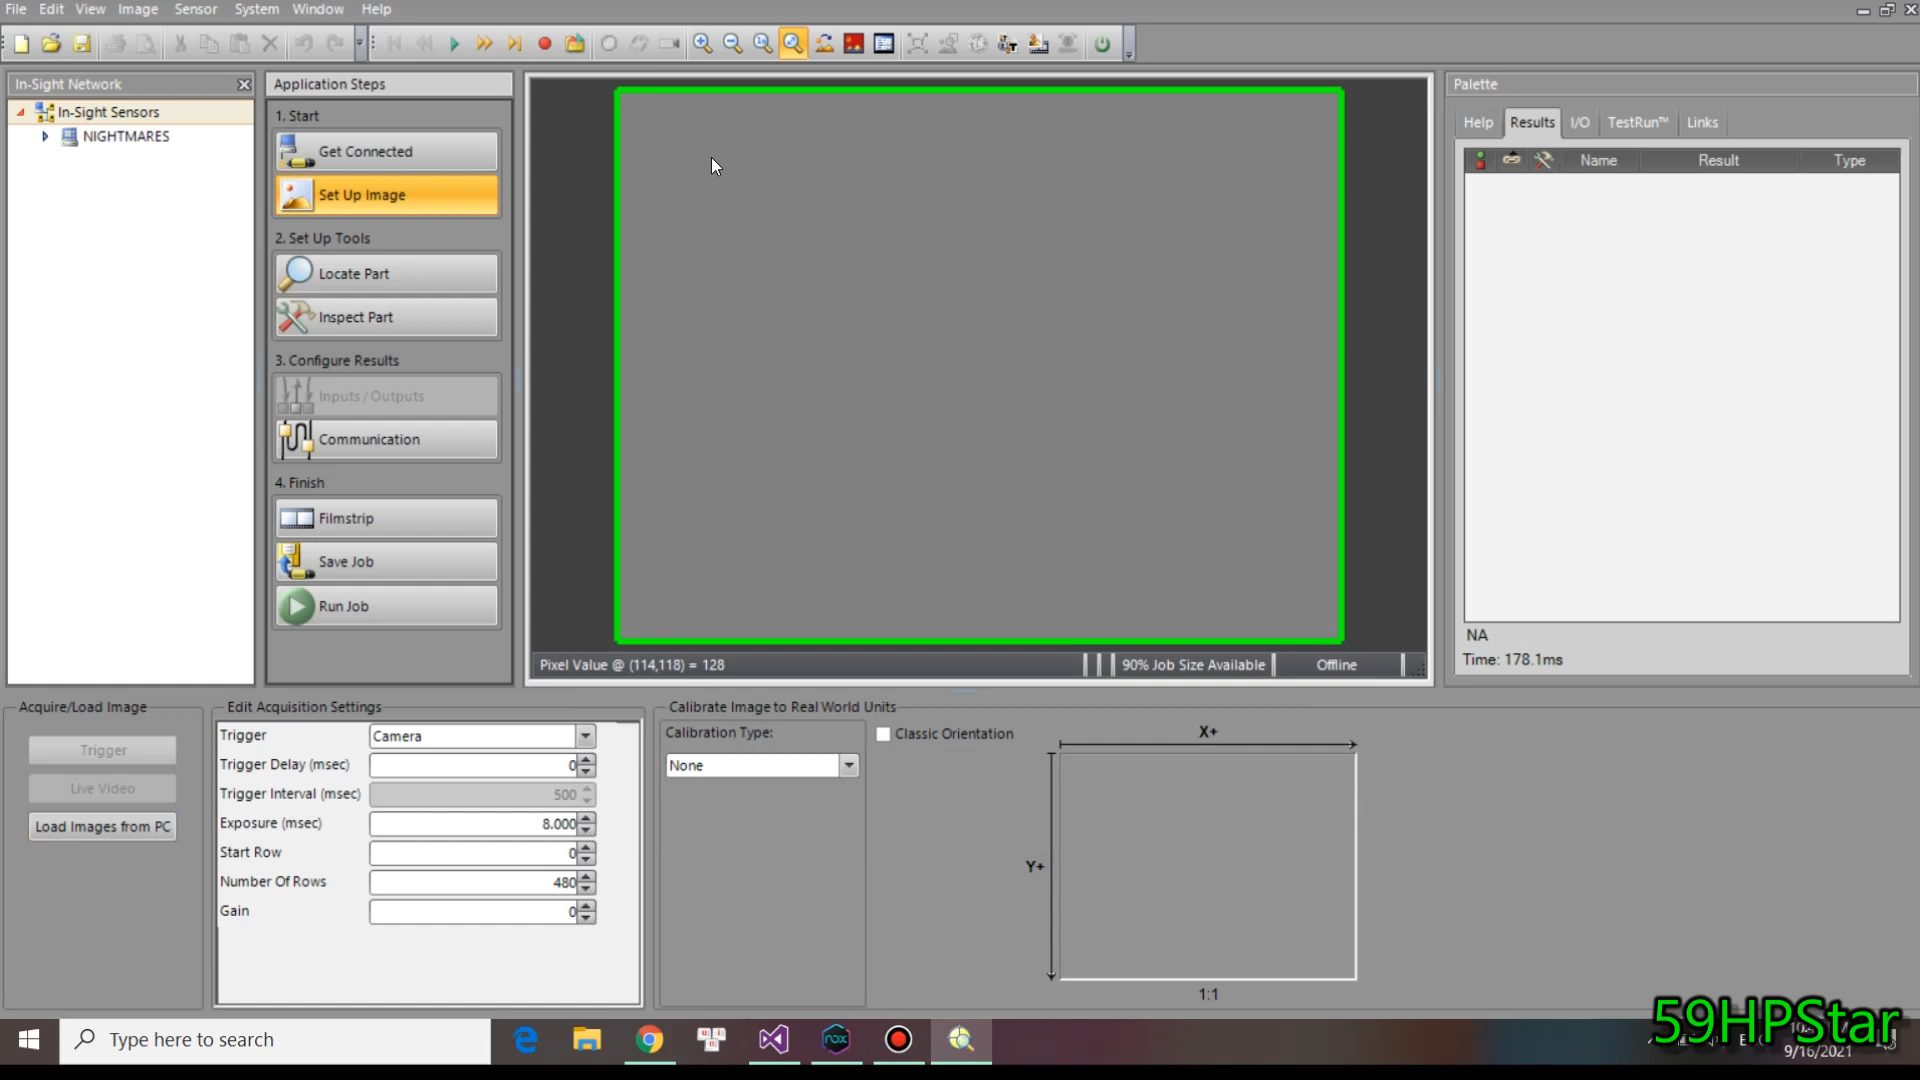 File Edit View Image Sensor System Window Help
In-Sight Network
In-Sight Sensors
NIGHTMARES
Application Steps
1. Start
Get Connected
Set Up Image
2. Set Up Tools
Locate Part
Inspect Part
3. Configure Results
Inputs / Outputs
Communication
4. Finish
Filmstrip
Save Job
Run Job
Pixel Value @ (114,118) = 128
90% Job Size Available
Offline
Palette
Help Results I/O TestRun™ Links
Name Result Type
NA
Time: 178.1ms
Acquire/Load Image
Trigger
Live Video
Load Images from PC
Edit Acquisition Settings
Trigger Camera
Trigger Delay (msec) 0
Trigger Interval (msec) 500
Exposure (msec) 8.000
Start Row 0
Number Of Rows 480
Gain 0
Calibrate Image to Real World Units
Calibration Type:
None
Classic Orientation
X+
Y+
1:1
Type here to search
nox
59HPStar
9/16/2021